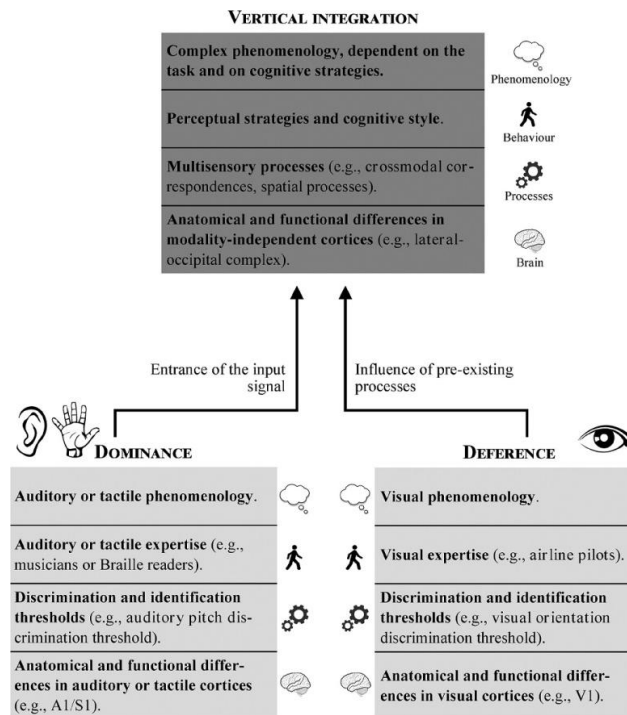 VERTICAL INTEGRATION
Complex phenomenology, dependent on the
task and on cognitive strategies.
Phenomenology
Perceptual strategies and cognitive style.
Behaviour
Multisensory processes (e.g., crossmodal cor-
respondences, spatial processes).
Processes
Anatomical and functional differences in
modality-independent cortices (e.g., lateral-
occipital complex).
Brain
Entrance of the input
signal
Influence of pre-existing
processes
DOMINANCE
Auditory or tactile phenomenology.
Auditory or tactile expertise (e.g.,
musicians or Braille readers).
Discrimination and identification
thresholds (e.g., auditory pitch dis-
crimination threshold).
Anatomical and functional differ-
ences in auditory or tactile cortices
(e.g., A1/S1).
DEFERENCE
Visual phenomenology.
Visual expertise (e.g., airline pilots).
Discrimination and identification
thresholds (e.g., visual orientation
discrimination threshold).
Anatomical and functional differ-
ences in visual cortices (e.g., V1).